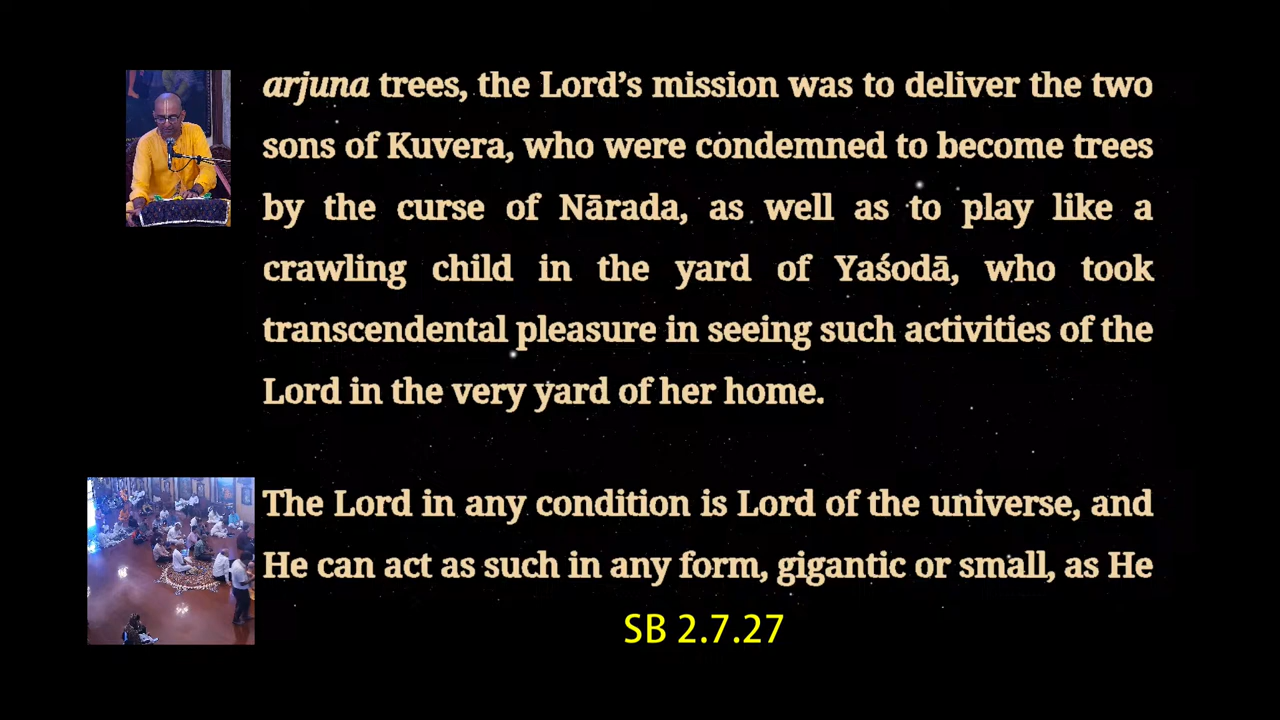 arjuna trees, the Lord’s mission was to deliver the two
sons of Kuvera, who were condemned to become trees
by the curse of Nārada, as well as to play like a
crawling child in the yard of Yaśodā, who took
transcendental pleasure in seeing such activities of the
Lord in the very yard of her home.
The Lord in any condition is Lord of the universe, and
He can act as such in any form, gigantic or small, as He
SB 2.7.27